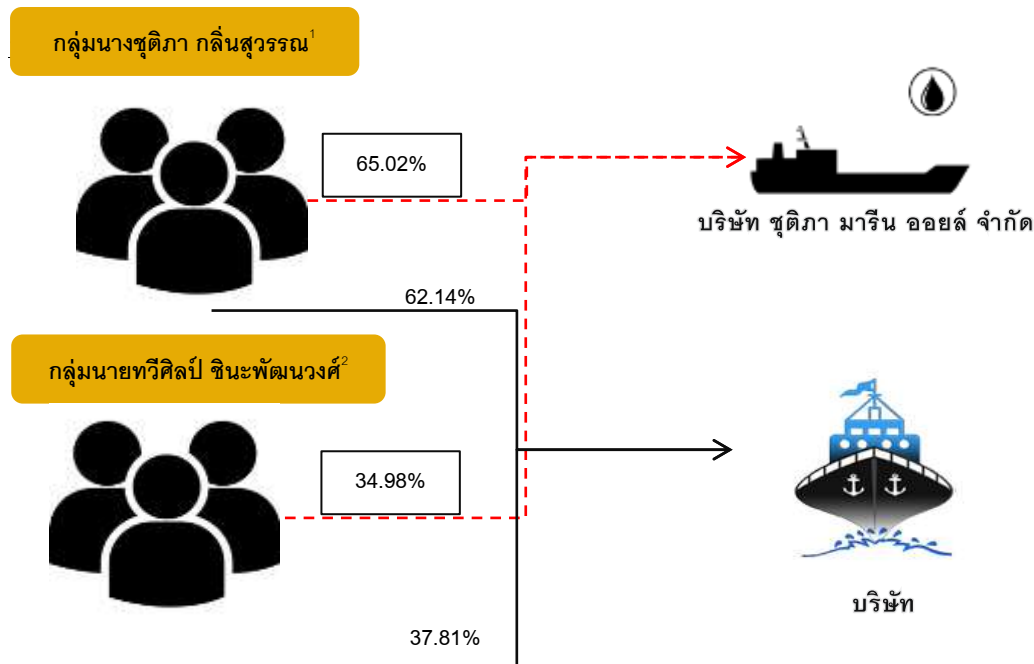 กลุ่มนางชุติภา กลิ่นสุวรรณ¹
65.02%
บริษัท ชุติภา มารีน ออยล์ จำกัด
62.14%
กลุ่มนายทวีศิลป์ ชินะพัฒนวงศ์²
34.98%
บริษัท
37.81%